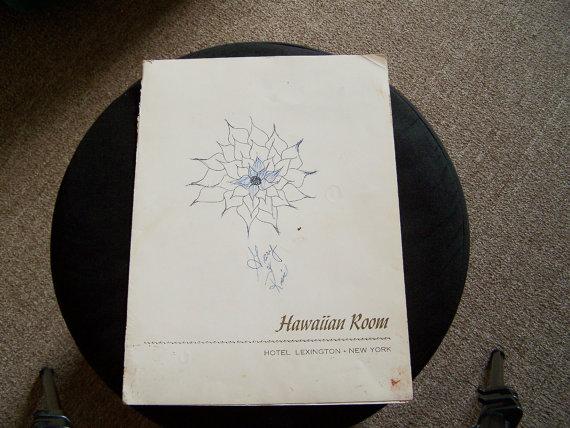 Hawaiian Room
HOTEL LEXINGTON • NEW YORK